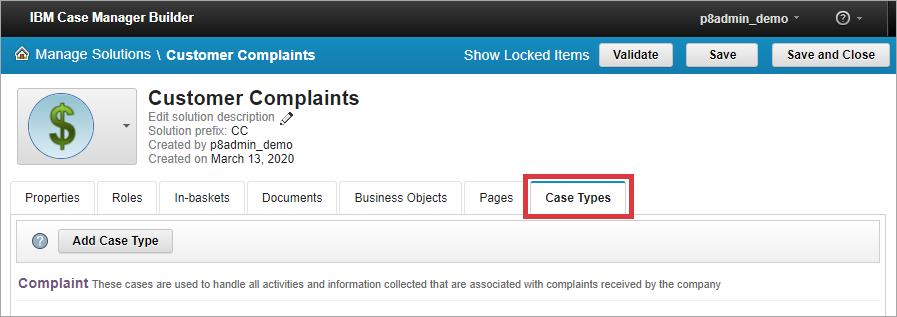 IBM Case Manager Builder p8admin_demo ?
Manage Solutions \ Customer Complaints Show Locked Items Validate Save Save and Close
$
Customer Complaints
Edit solution description
Solution prefix: CC
Created by p8admin_demo
Created on March 13, 2020
Properties Roles In-baskets Documents Business Objects Pages Case Types
? Add Case Type
Complaint These cases are used to handle all activities and information collected that are associated with complaints received by the company